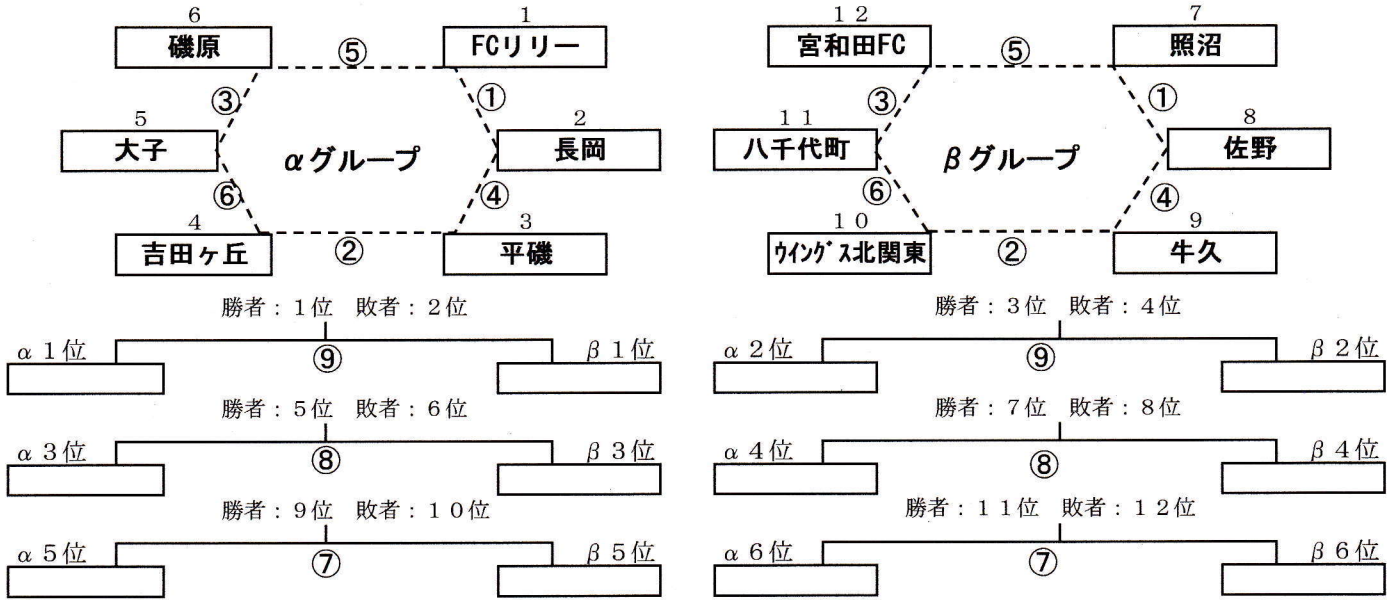 6
磯原
1
FCリリー
⑤
③
①
5
大子
2
長岡
αグループ
⑥
④
4
吉田ヶ丘
3
平磯
②
12
宮和田FC
7
照沼
⑤
③
①
11
八千代町
8
佐野
βグループ
⑥
④
10
ウイングス北関東
9
牛久
②
勝者:1位 敗者:2位
α1位
β1位
⑨
勝者:3位 敗者:4位
α2位
β2位
⑨
勝者:5位 敗者:6位
α3位
β3位
⑧
勝者:7位 敗者:8位
α4位
β4位
⑧
勝者:9位 敗者:10位
α5位
β5位
⑦
勝者:11位 敗者:12位
α6位
β6位
⑦